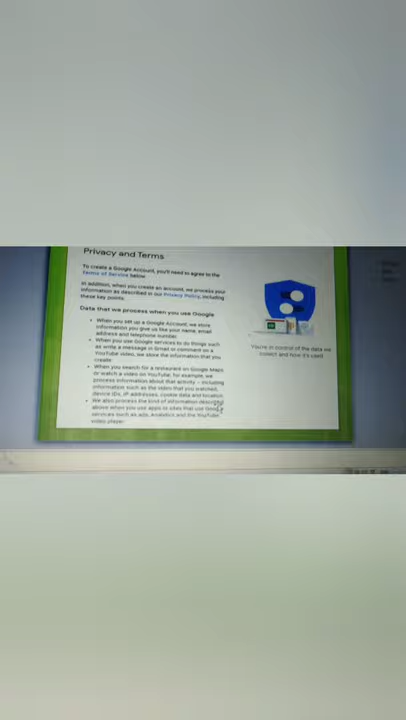 Privacy and Terms
To create a Google Account, you'll need to agree to the
Terms of Service below.
In addition, when you create an account, we process your
information as described in our Privacy Policy, including
these key points:
Data that we process when you use Google
• When you set up a Google Account, we store
information you give us like your name, email
address and telephone number.
• When you use Google services to do things such
as write a message in Gmail or comment on a
YouTube video, we store the information that you
create.
• When you search for a restaurant on Google Maps
or watch a video on YouTube, for example, we
process information about that activity – including
information such as the video that you watched,
device IDs, IP addresses, cookie data and location.
• We also process the kind of information described
above when you use apps or sites that use Google
services such as ads, Analytics and the YouTube
video player.
You're in control of the data we
collect and how it's used